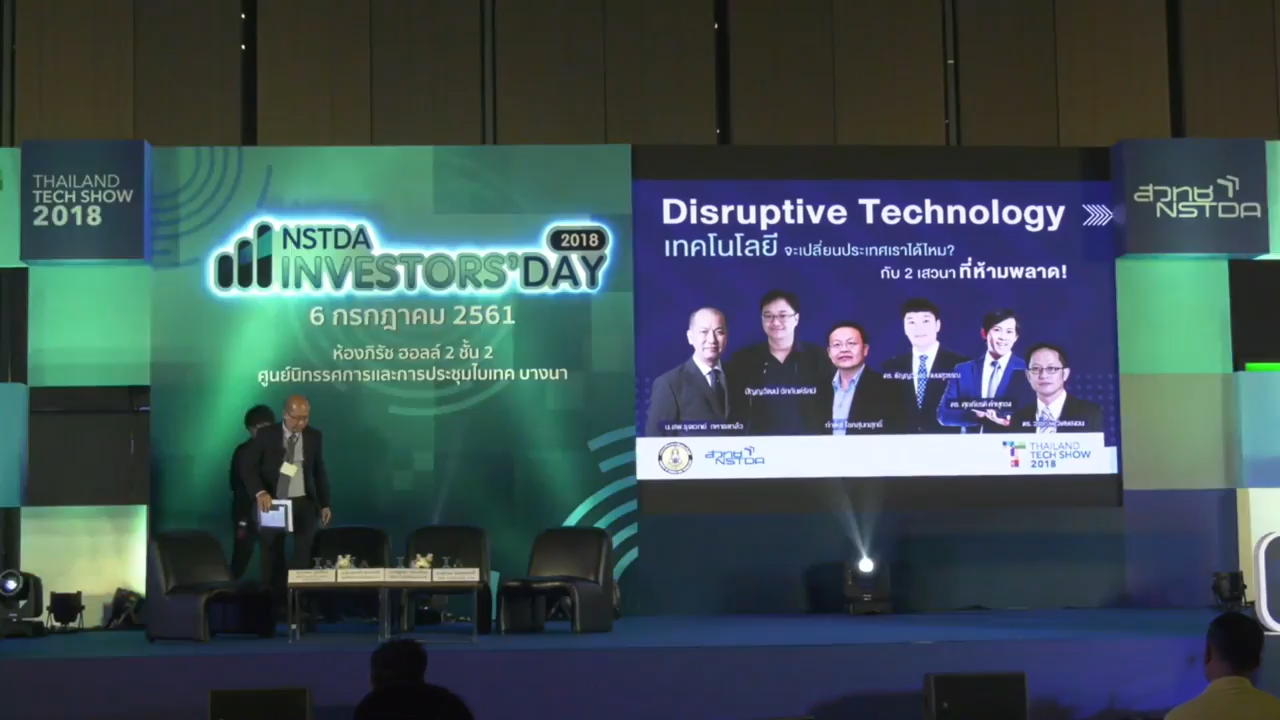 THAILAND
TECH SHOW
2018
NSTDA
2018
INVESTORS' DAY
6 กรกฎาคม 2561
ห้องภิรัช ฮอลล์ 2 ชั้น 2
ศูนย์นิทรรศการและการประชุมไบเทค บางนา
Disruptive Technology
เทคโนโลยี จะเปลี่ยนประเทศเราได้ไหม?
กับ 2 เสวนา ที่ห้ามพลาด!
สวทช
NSTDA
THAILAND
TECH SHOW
2018
สวทช
NSTDA